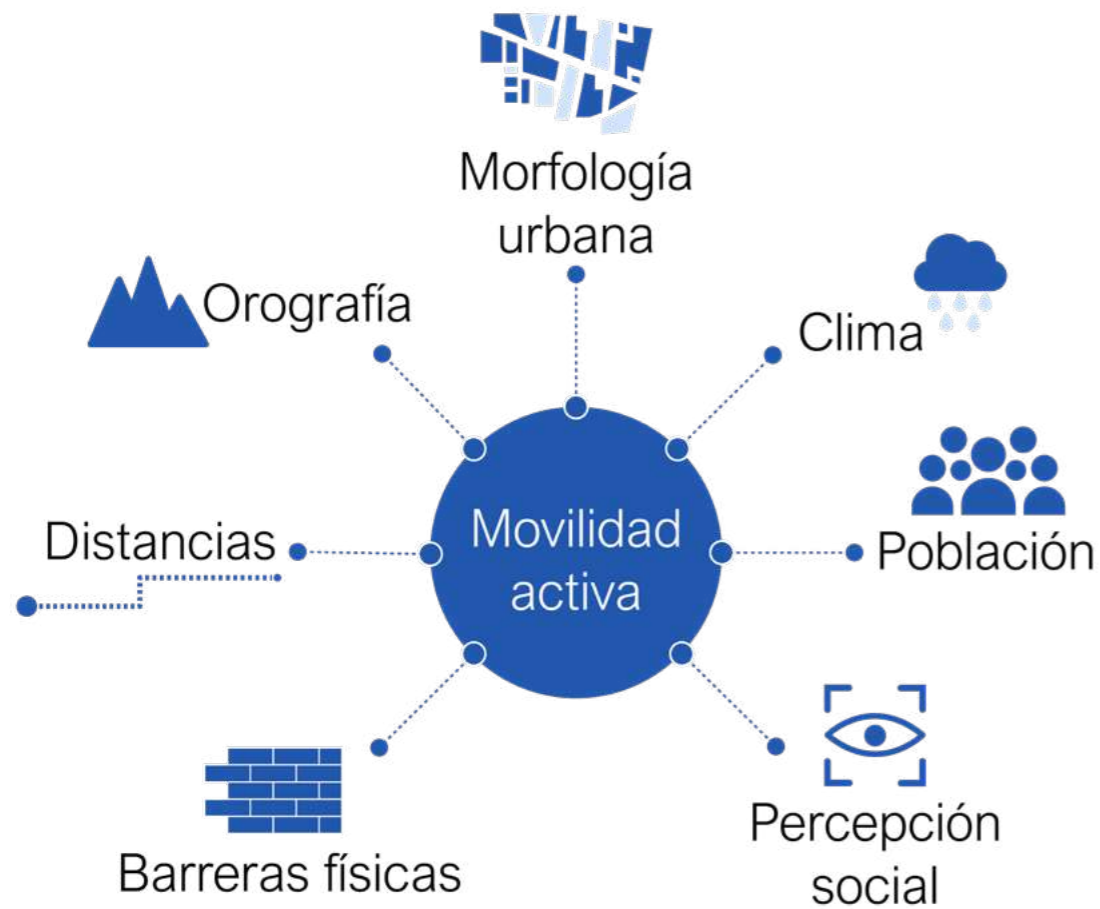 Morfología
urbana
Orografía
Clima
Movilidad
activa
Distancias
Población
Percepción
social
Barreras físicas